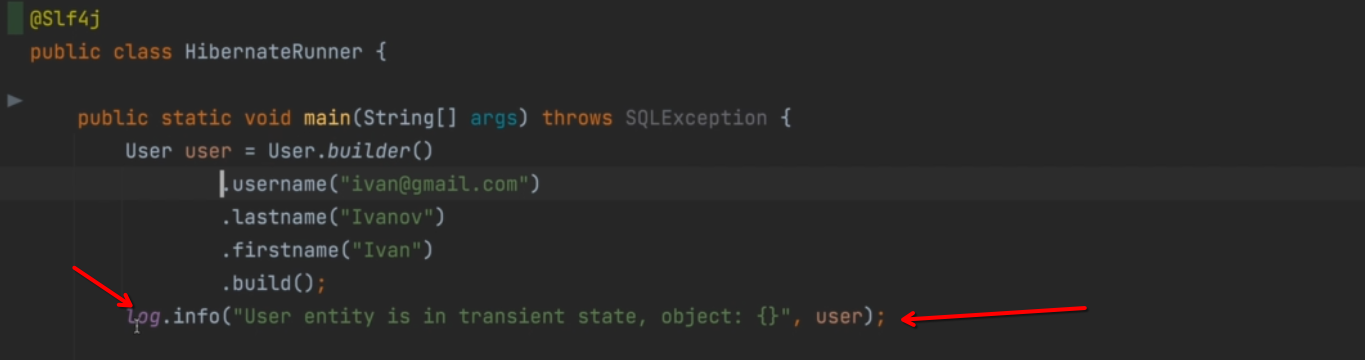 @Slf4j
public class HibernateRunner {
public static void main(String[] args) throws SQLException {
User user = User.builder()
.username("ivan@gmail.com")
.lastname("Ivanov")
.firstname("Ivan")
.build();
log.info("User entity is in transient state, object: {}", user);